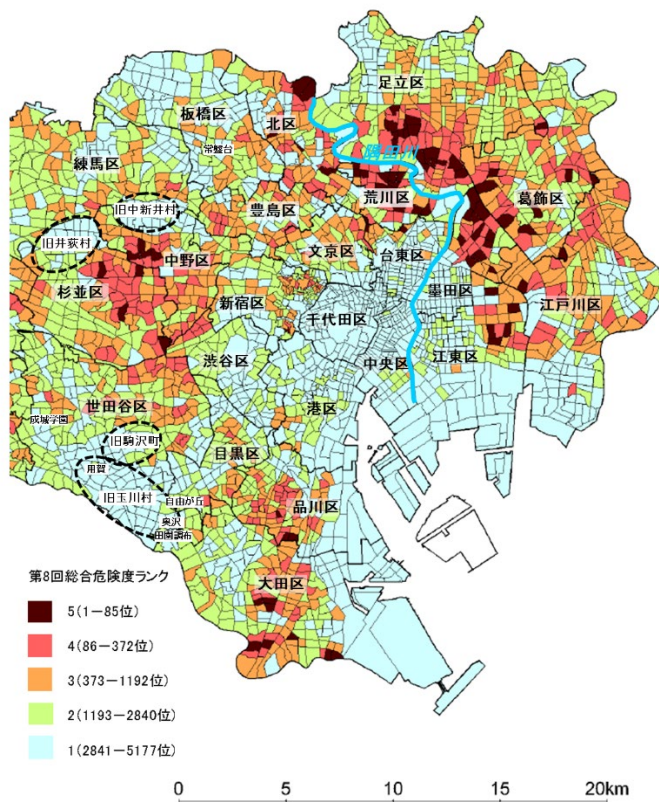 足立区
板橋区
北区
常盤台
隅田川
練馬区
荒川区
葛飾区
旧中新井村
豊島区
旧井荻村
文京区
台東区
中野区
杉並区
墨田区
新宿区
江戸川区
千代田区
渋谷区
中央区
江東区
世田谷区
港区
成城学園
旧駒沢町
目黒区
用賀
旧玉川村
自由が丘
品川区
奥沢
田園調布
第8回総合危険度ランク
大田区
5(1－85位)
4(86－372位)
3(373－1192位)
2(1193－2840位)
1(2841－5177位)
0 5 10 15 20km